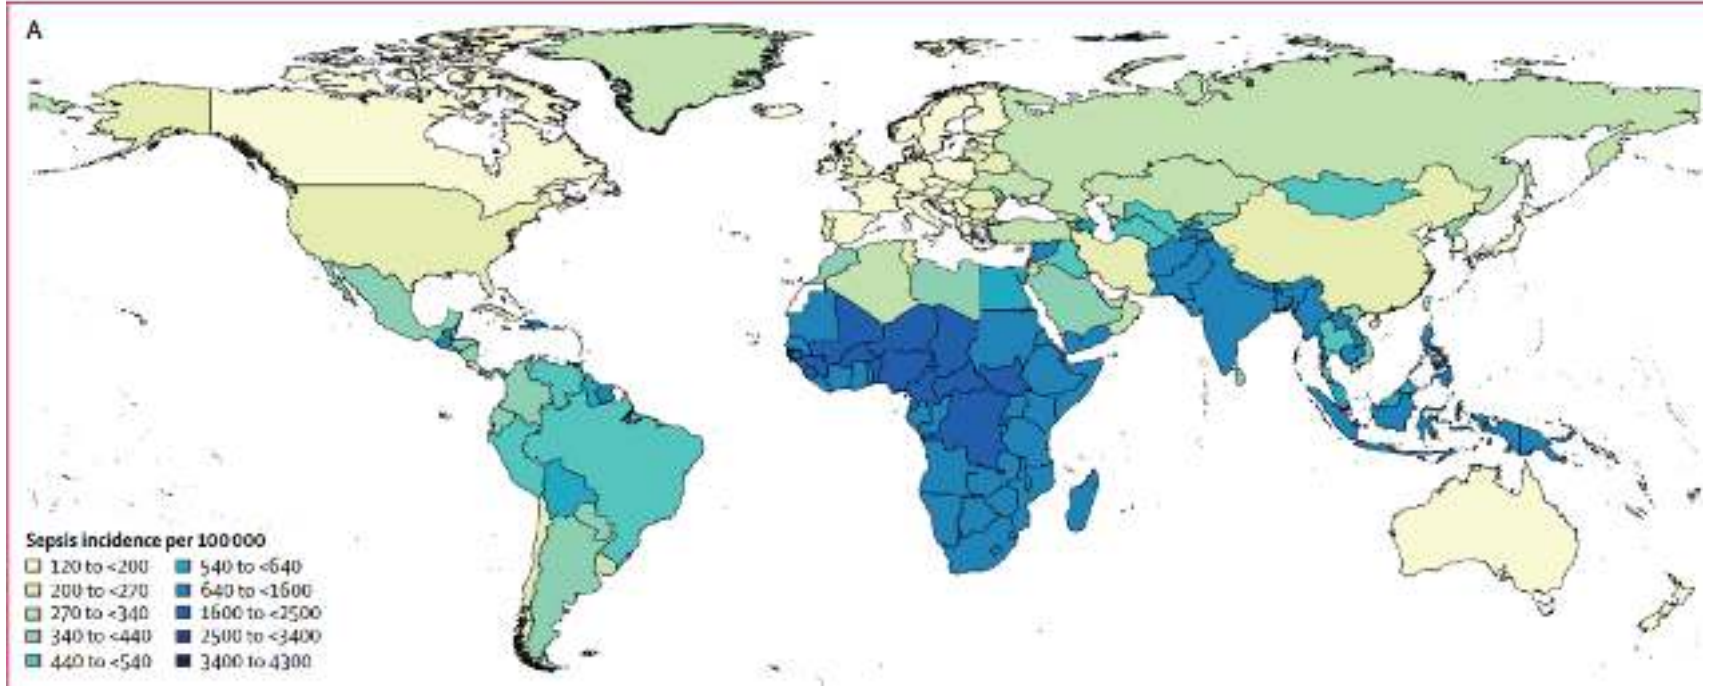 A
Sepsis incidence per 100 000
120 to <200
200 to <270
270 to <340
340 to <440
440 to <540
540 to <640
640 to <1600
1600 to <2500
2500 to <3400
3400 to 4300